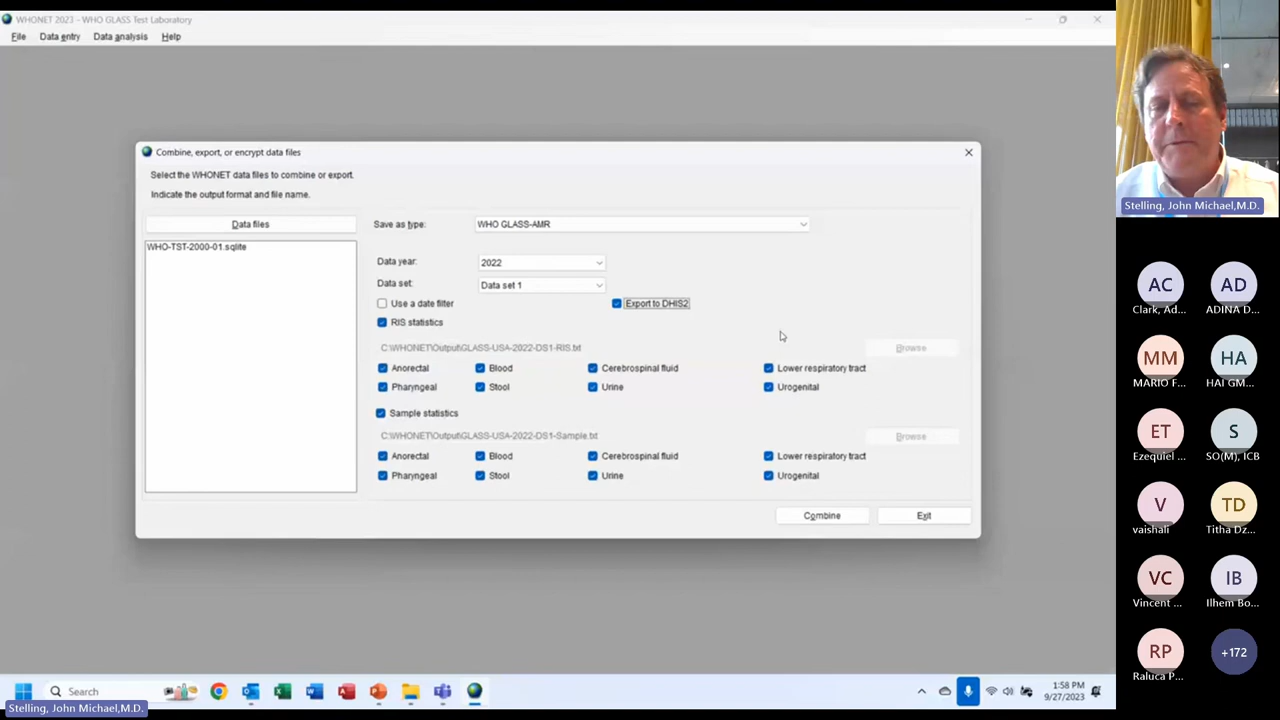 WHONET 2023 - WHO GLASS Test Laboratory
File Data entry Data analysis Help
Combine, export, or encrypt data files
Select the WHONET data files to combine or export.
Indicate the output format and file name.
Data files
WHO-TST-2000-01.sqlite
Save as type: WHO GLASS-AMR
Data year: 2022
Data set: Data set 1
Use a date filter Export to DHIS2
RIS statistics
C:\WHONET\Output\GLASS-USA-2022-DS1-RIS.txt Browse
Anorectal Blood Cerebrospinal fluid Lower respiratory tract
Pharyngeal Stool Urine Urogenital
Sample statistics
C:\WHONET\Output\GLASS-USA-2022-DS1-Sample.txt Browse
Anorectal Blood Cerebrospinal fluid Lower respiratory tract
Pharyngeal Stool Urine Urogenital
Combine Exit
Search
1:58 PM
9/27/2023
Stelling, John Michael,M.D.
Stelling, John Michael,M.D.
AC AD
Clark, Ad... ADINA D...
MM HA
MARIO F... HAI GM...
ET S
Ezequiel ... SO(M), ICB
V TD
vaishali Titha Dz...
VC IB
Vincent ... Ilhem Bo...
RP +172
Raluca P...